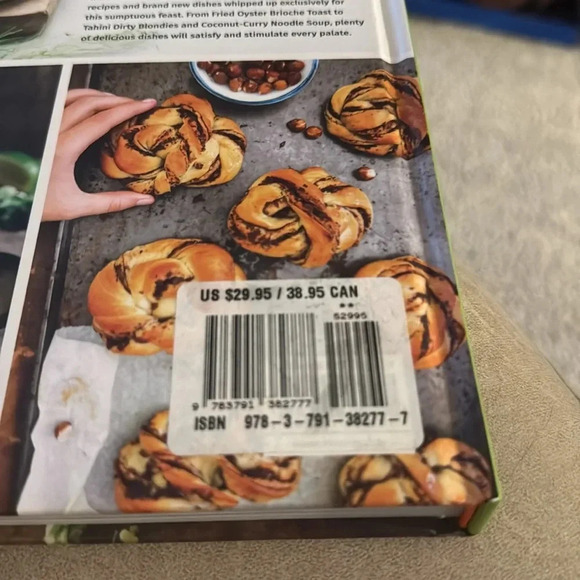 recipes and brand new dishes whipped up exclusively for
this sumptuous feast. From Fried Oyster Brioche Toast to
Tahini Dirty Blondies and Coconut-Curry Noodle Soup, plenty
of delicious dishes will satisfy and stimulate every palate.
US $29.95 / 38.95 CAN
**
52995
9 783791 382777
ISBN 978-3-791-38277-7